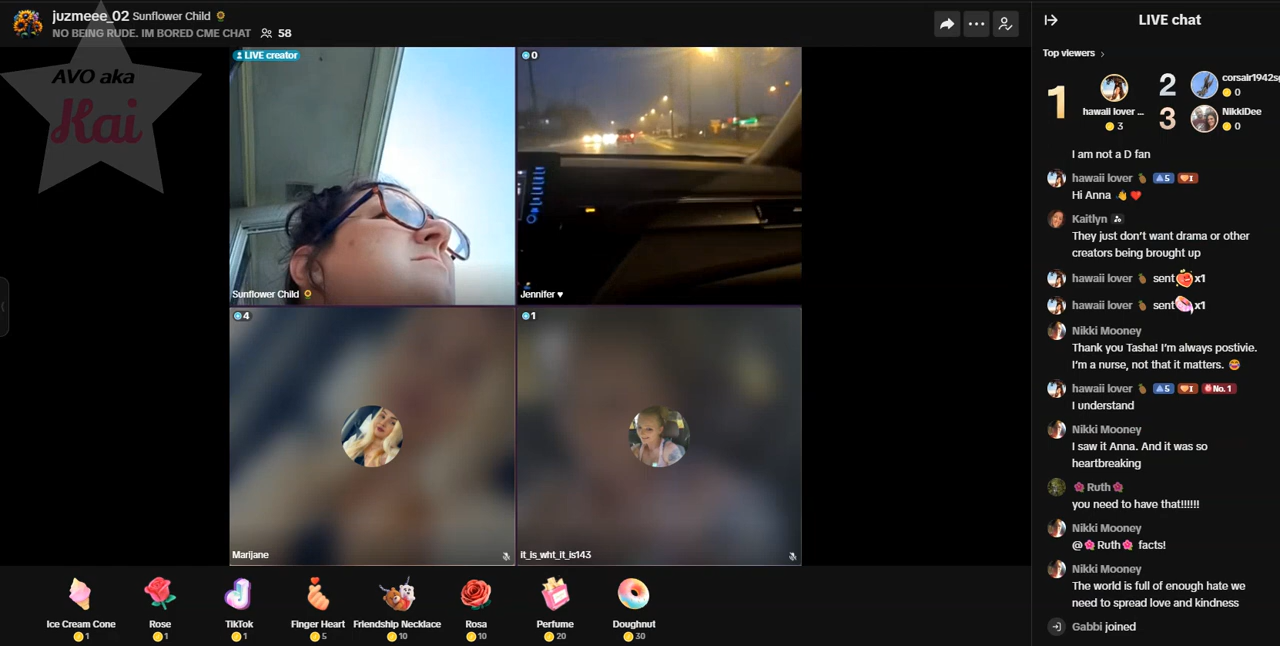 juzmeee_02 Sunflower Child 🌻
NO BEING RUDE. IM BORED CME CHAT 58
AVO aka
Kai
LIVE creator
0
Sunflower Child 🌻
Jennifer ♥
4
1
Marijane
it_is_wht_it_is143
Ice Cream Cone
1
Rose
1
TikTok
1
Finger Heart
5
Friendship Necklace
10
Rosa
10
Perfume
20
Doughnut
30
LIVE chat
Top viewers
1
hawaii lover ...
3
2
corsair1942s
0
3
NikkiDee
0
I am not a D fan
hawaii lover 🍍 5 I
Hi Anna 👋 ❤️
Kaitlyn
They just don't want drama or other
creators being brought up
hawaii lover 🍍 sent x1
hawaii lover 🍍 sent x1
Nikki Mooney
Thank you Tasha! I'm always postivie.
I'm a nurse, not that it matters. 😂
hawaii lover 🍍 5 I No. 1
I understand
Nikki Mooney
I saw it Anna. And it was so
heartbreaking
🌺Ruth🌺
you need to have that!!!!!!
Nikki Mooney
@🌺Ruth🌺 facts!
Nikki Mooney
The world is full of enough hate we
need to spread love and kindness
Gabbi joined